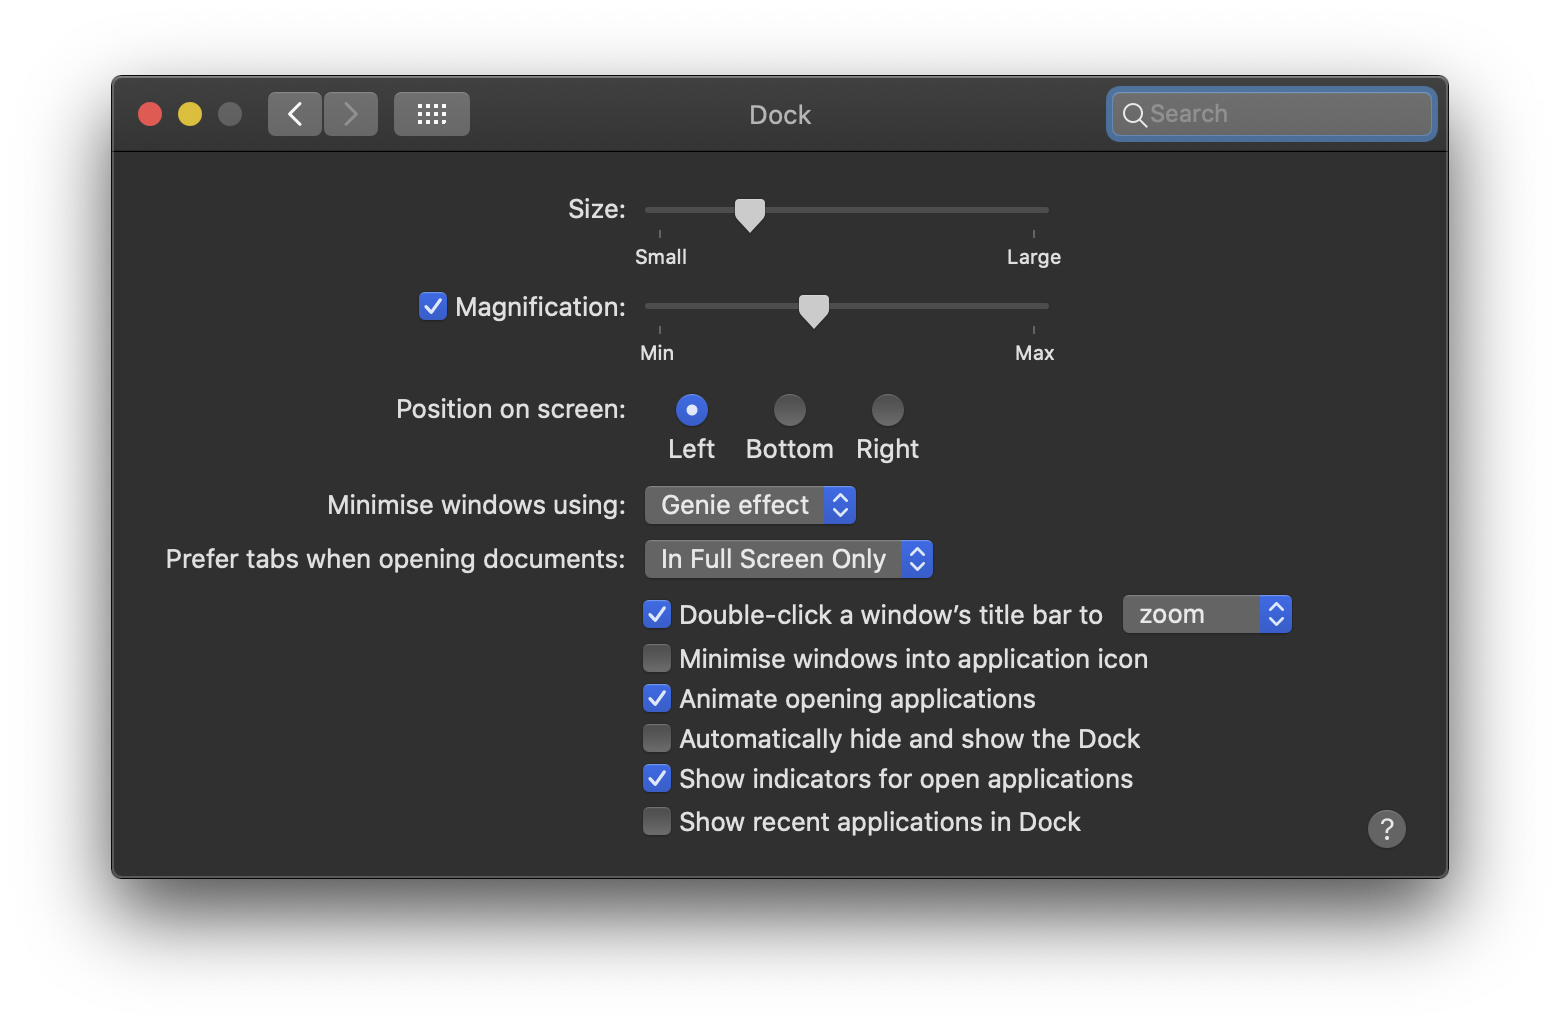 Dock
Search
Size:
Small Large
Magnification:
Min Max
Position on screen:
Left Bottom Right
Minimise windows using: Genie effect
Prefer tabs when opening documents: In Full Screen Only
Double-click a window’s title bar to zoom
Minimise windows into application icon
Animate opening applications
Automatically hide and show the Dock
Show indicators for open applications
Show recent applications in Dock
?